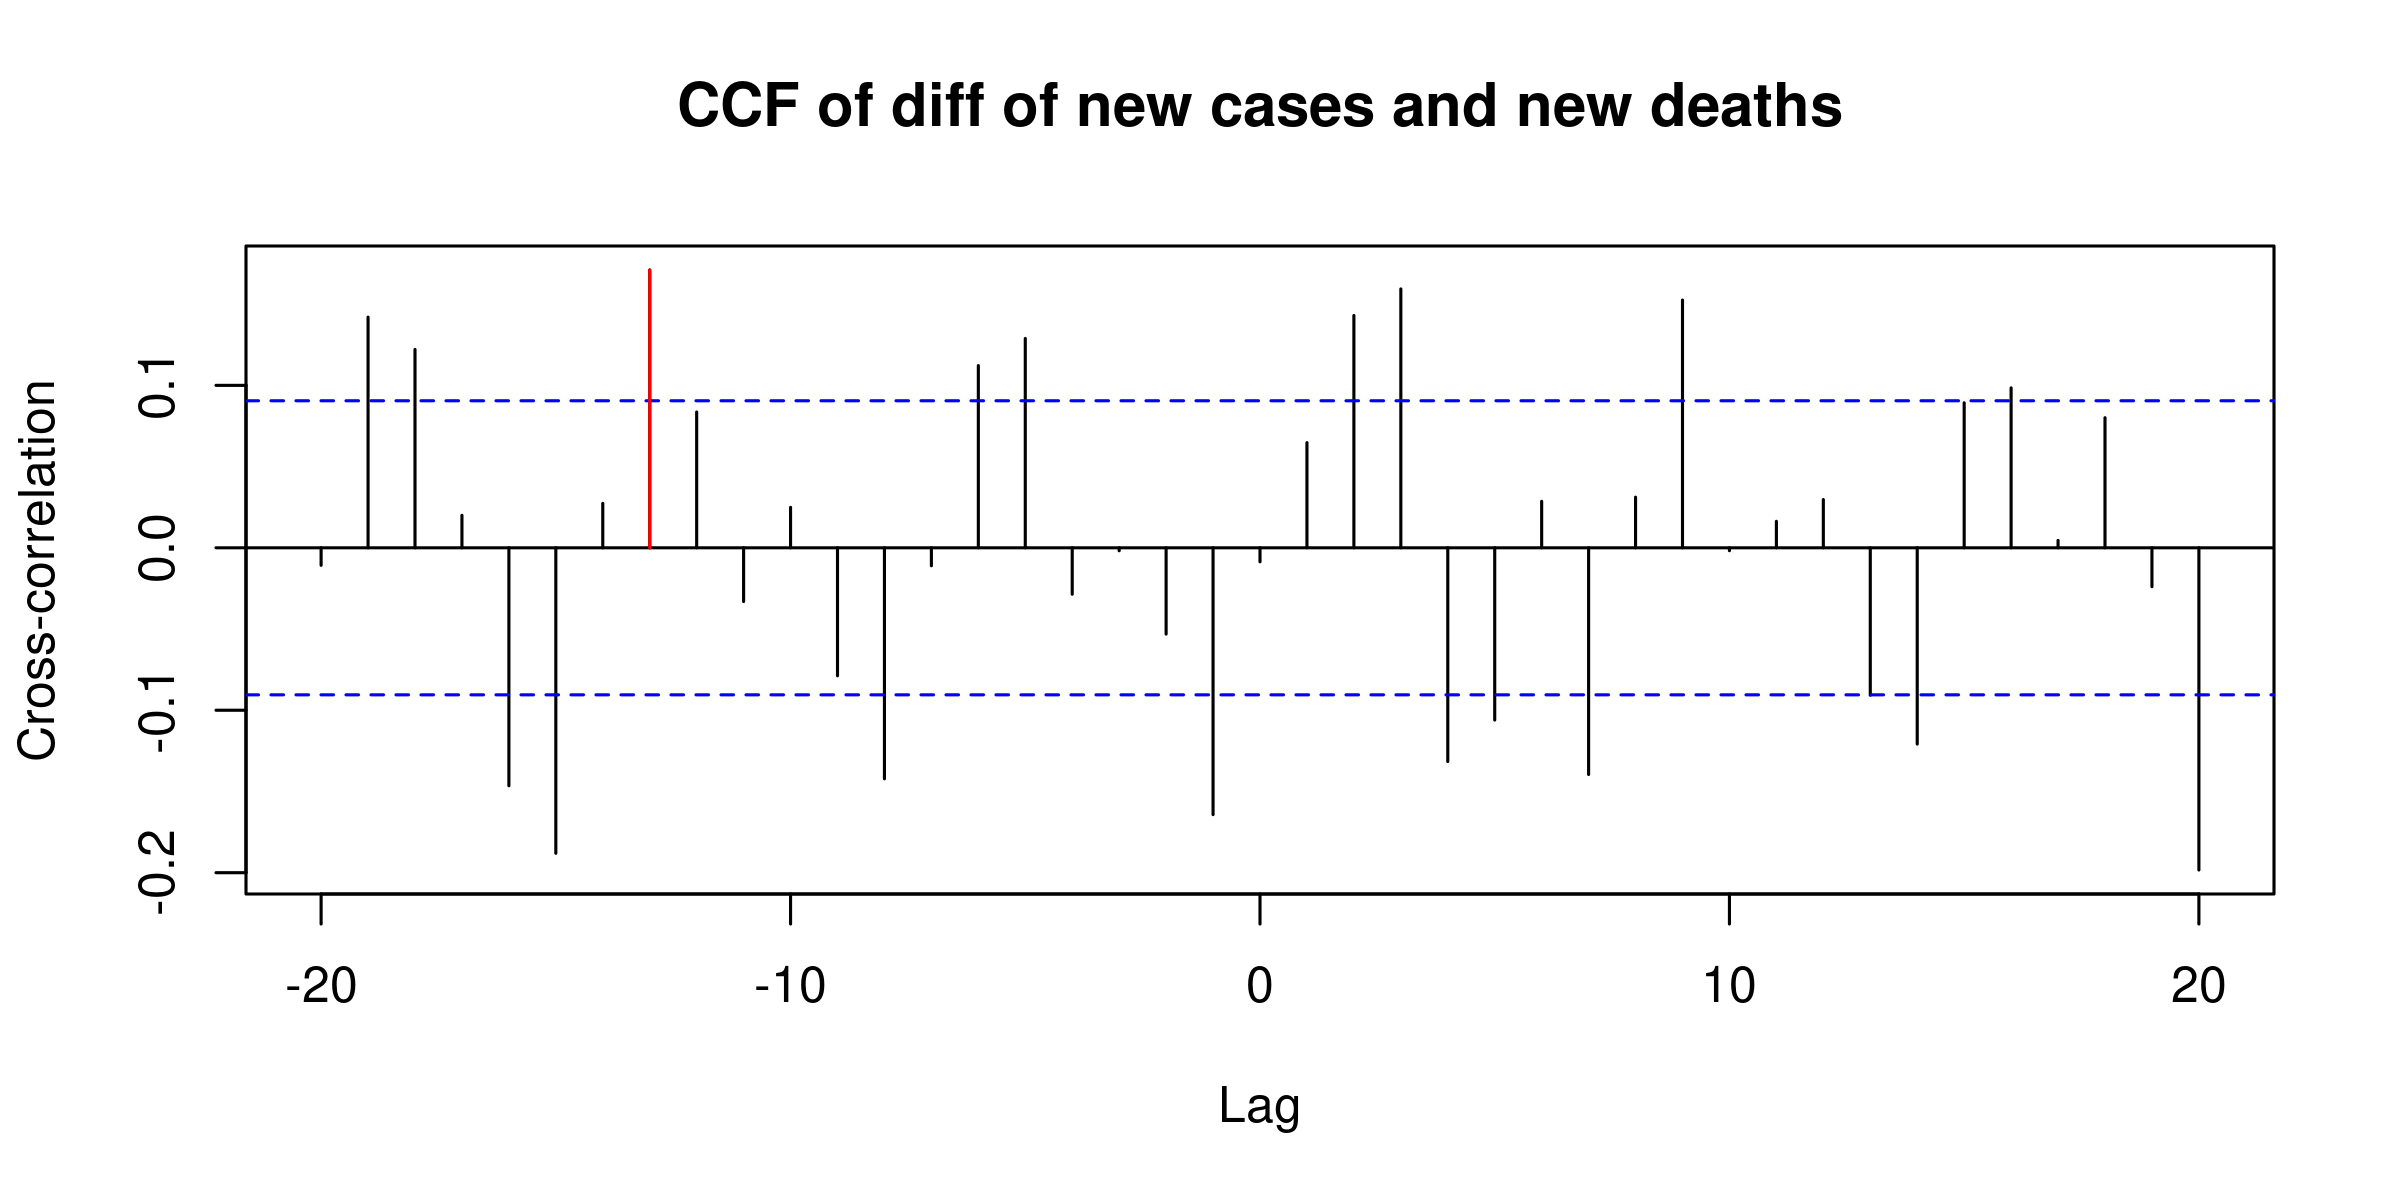 CCF of diff of new cases and new deaths
Cross-correlation
0.1
0.0
-0.1
-0.2
-20 -10 0 10 20
Lag